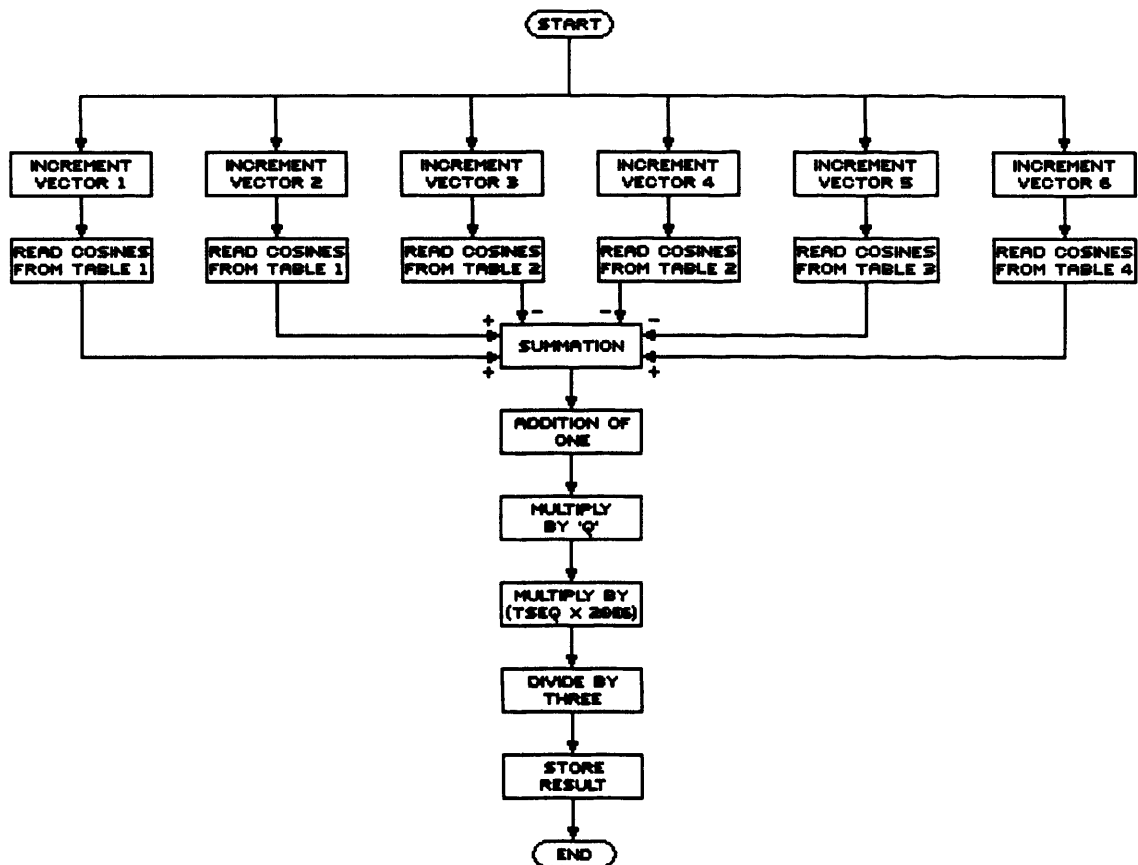 START
INCREMENT
VECTOR 1
INCREMENT
VECTOR 2
INCREMENT
VECTOR 3
INCREMENT
VECTOR 4
INCREMENT
VECTOR 5
INCREMENT
VECTOR 6
READ COSINES
FROM TABLE 1
READ COSINES
FROM TABLE 1
READ COSINES
FROM TABLE 2
READ COSINES
FROM TABLE 2
READ COSINES
FROM TABLE 3
READ COSINES
FROM TABLE 4
+ - - -
SUMMATION
+ +
ADDITION OF
ONE
MULTIPLY
BY 'Q'
MULTIPLY BY
(TSEQ X 20E6)
DIVIDE BY
THREE
STORE
RESULT
END